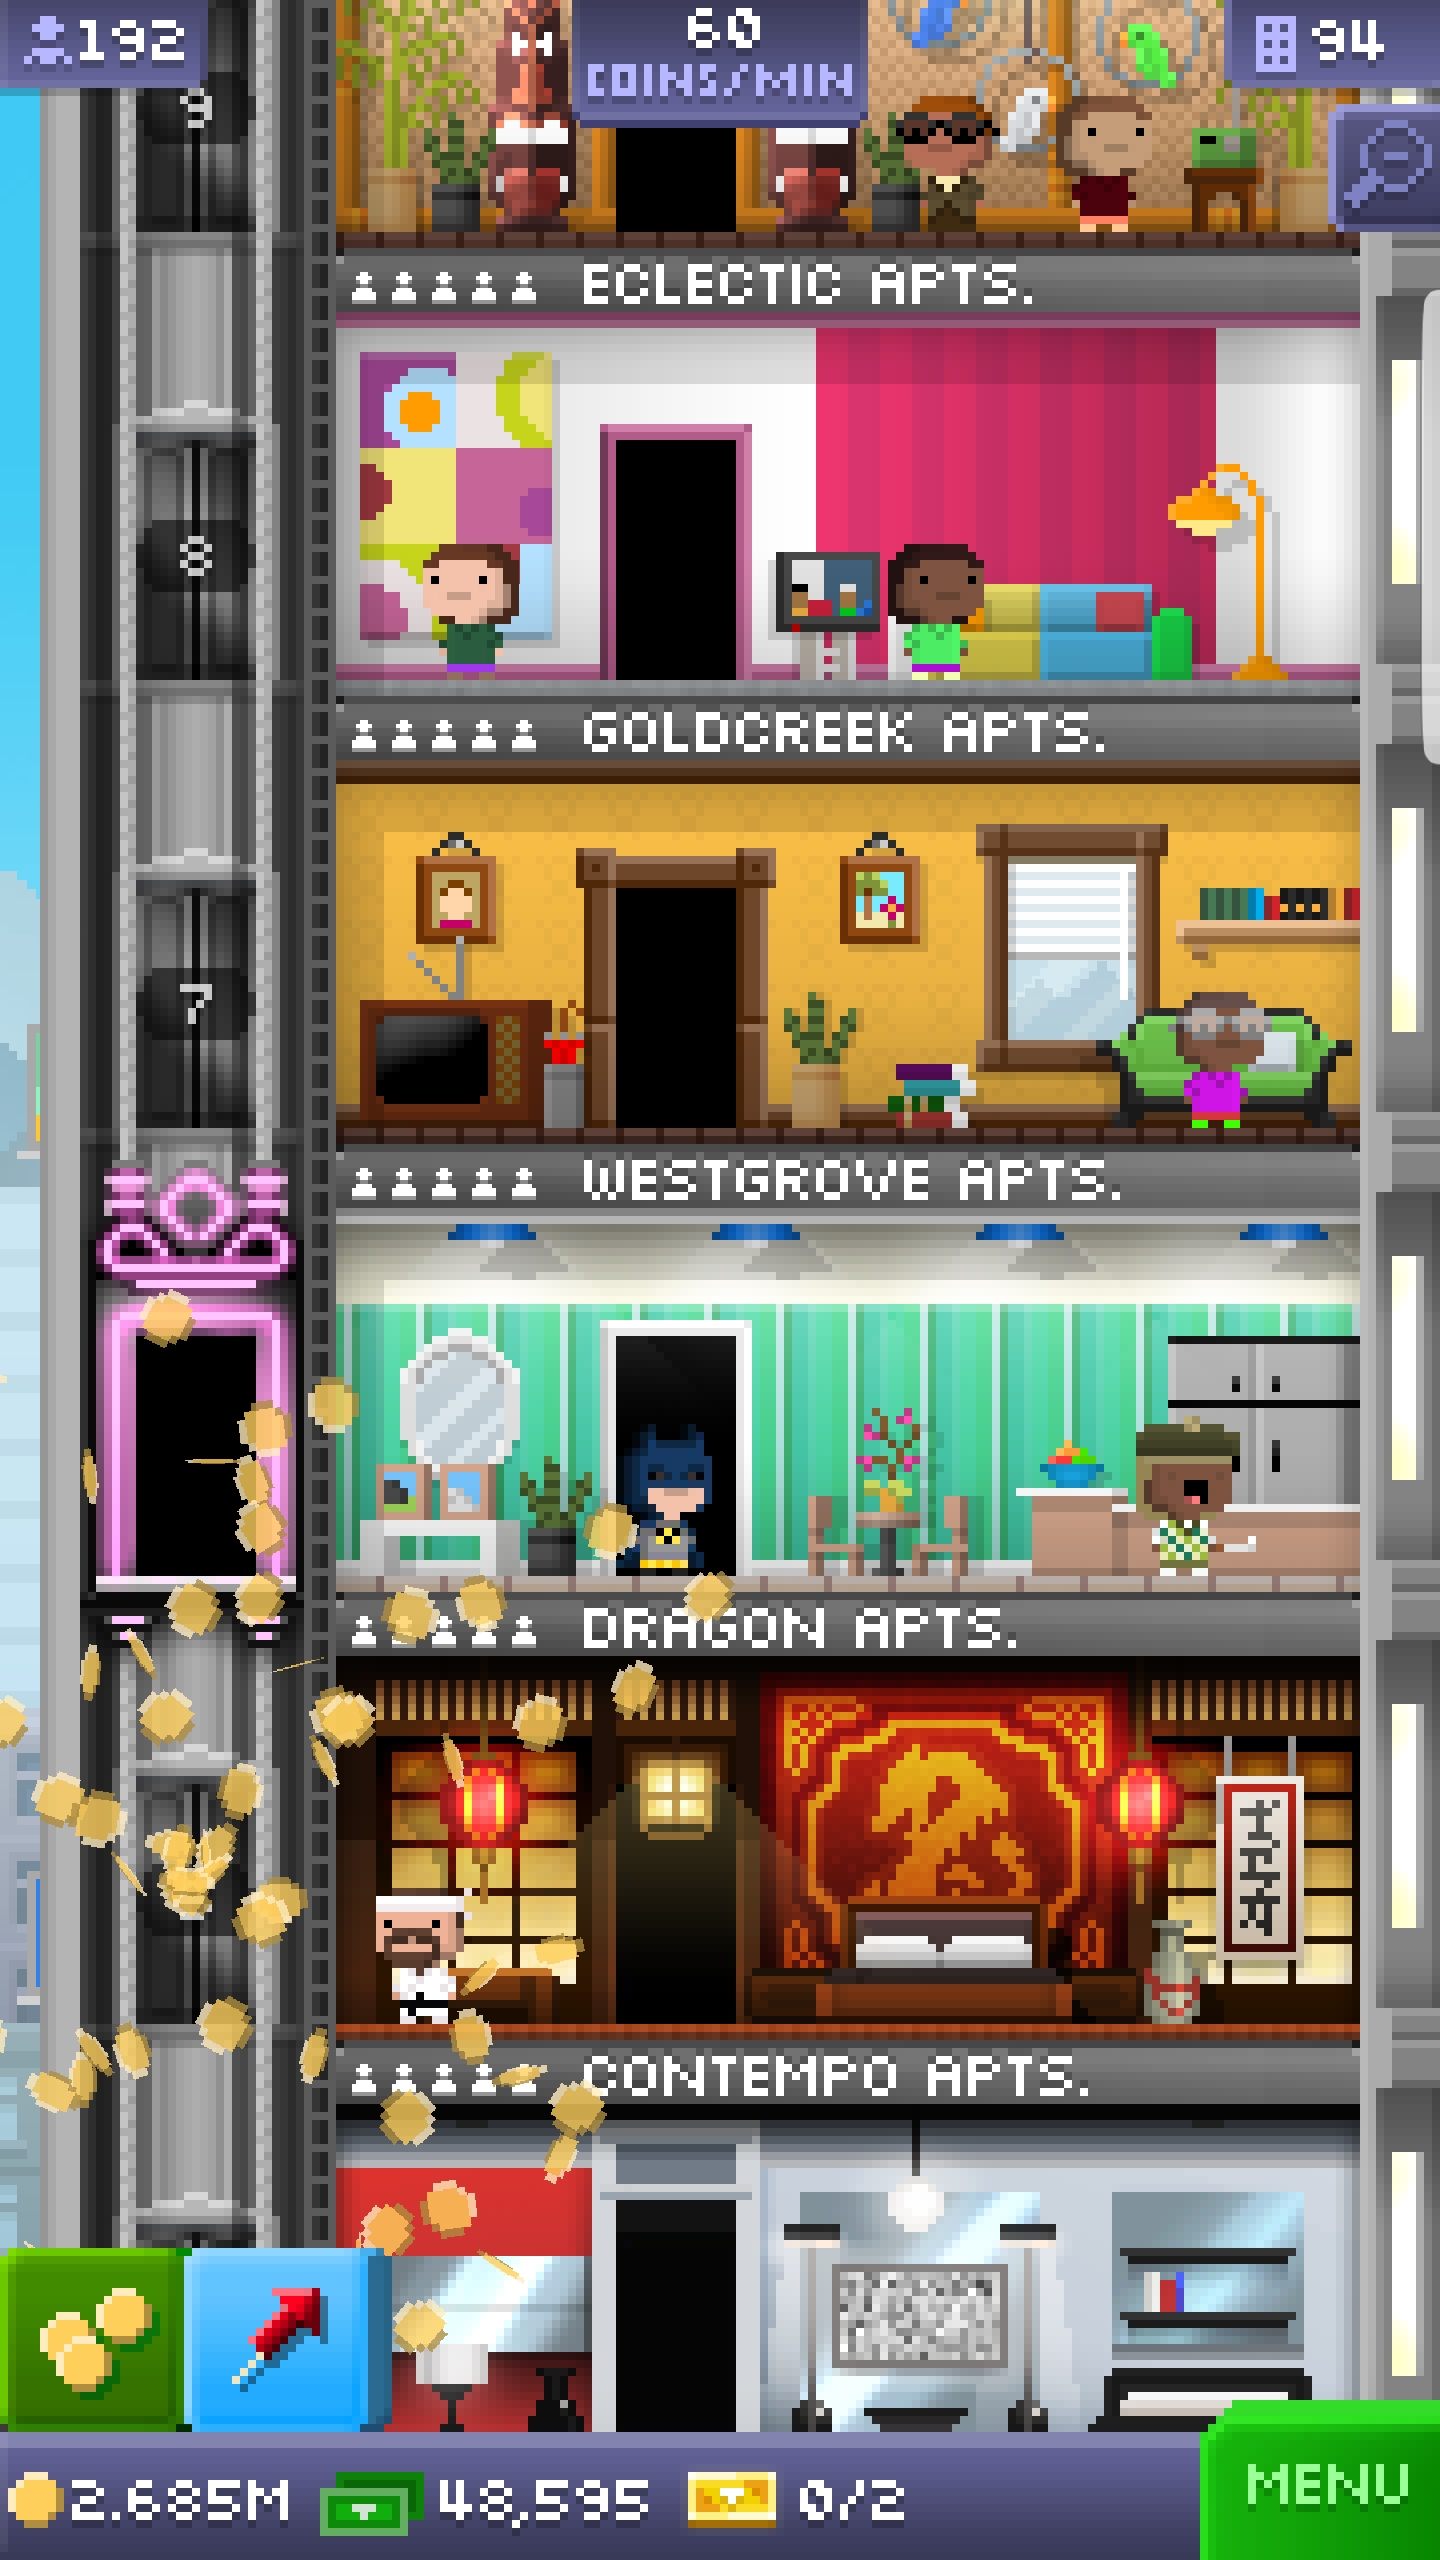 192
60
COINS/MIN
94
9
ECLECTIC APTS.
8
GOLDCREEK APTS.
7
WESTGROVE APTS.
DRAGON APTS.
CONTEMPO APTS.
2.685M
48,595
0/2
MENU